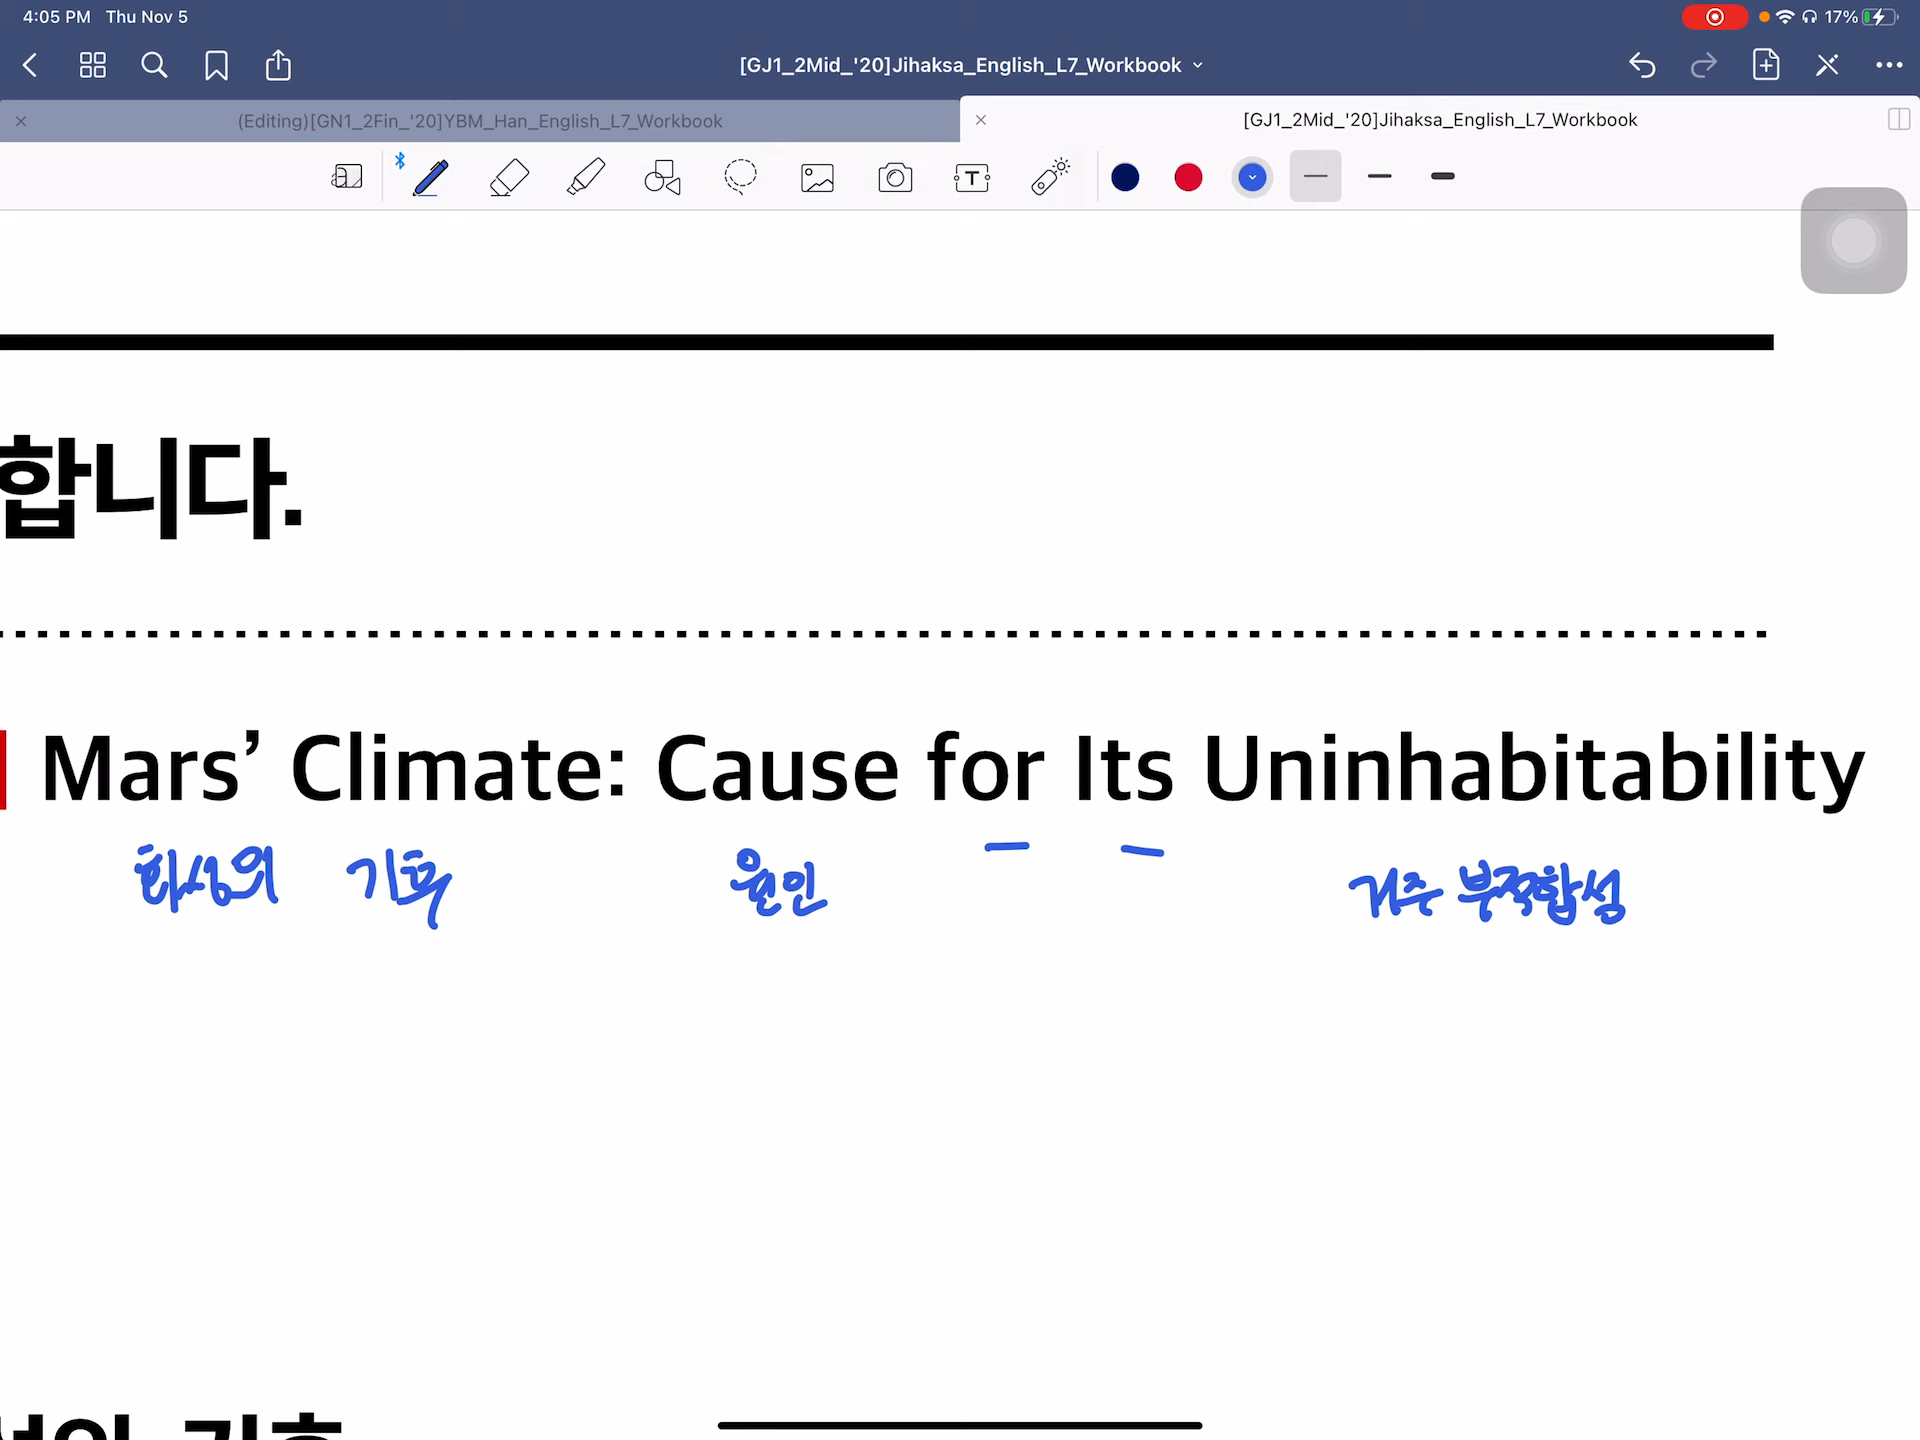 4:05 PM Thu Nov 5
17%
[GJ1_2Mid_'20]Jihaksa_English_L7_Workbook
(Editing)[GN1_2Fin_'20]YBM_Han_English_L7_Workbook
[GJ1_2Mid_'20]Jihaksa_English_L7_Workbook
합니다.
Mars’ Climate: Cause for Its Uninhabitability
화성의 기후 원인 거주 부적합성